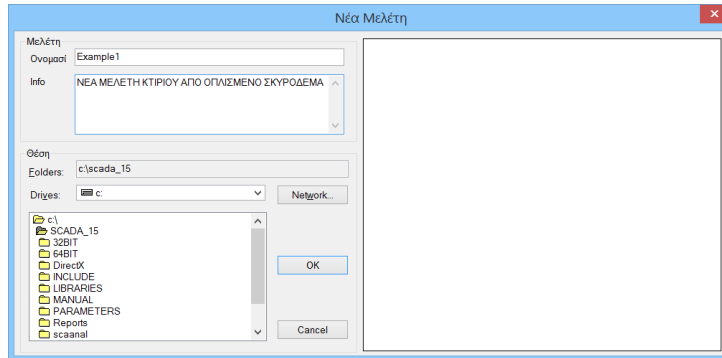 Νέα Μελέτη
Μελέτη
Ονομασί
Example1
Info
ΝΕΑ ΜΕΛΕΤΗ ΚΤΙΡΙΟΥ ΑΠΟ ΟΠΛΙΣΜΕΝΟ ΣΚΥΡΟΔΕΜΑ
Θέση
Folders:
c:\scada_15
Drives:
c:
Network...
c:\
SCADA_15
32BIT
64BIT
DirectX
INCLUDE
LIBRARIES
MANUAL
PARAMETERS
Reports
scaanal
OK
Cancel